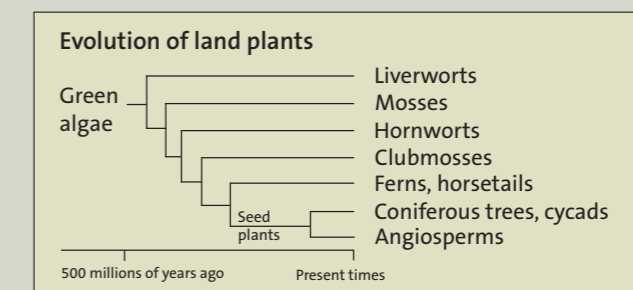 Evolution of land plants
Green
algae
Liverworts
Mosses
Hornworts
Clubmosses
Ferns, horsetails
Coniferous trees, cycads
Angiosperms
Seed
plants
500 millions of years ago
Present times